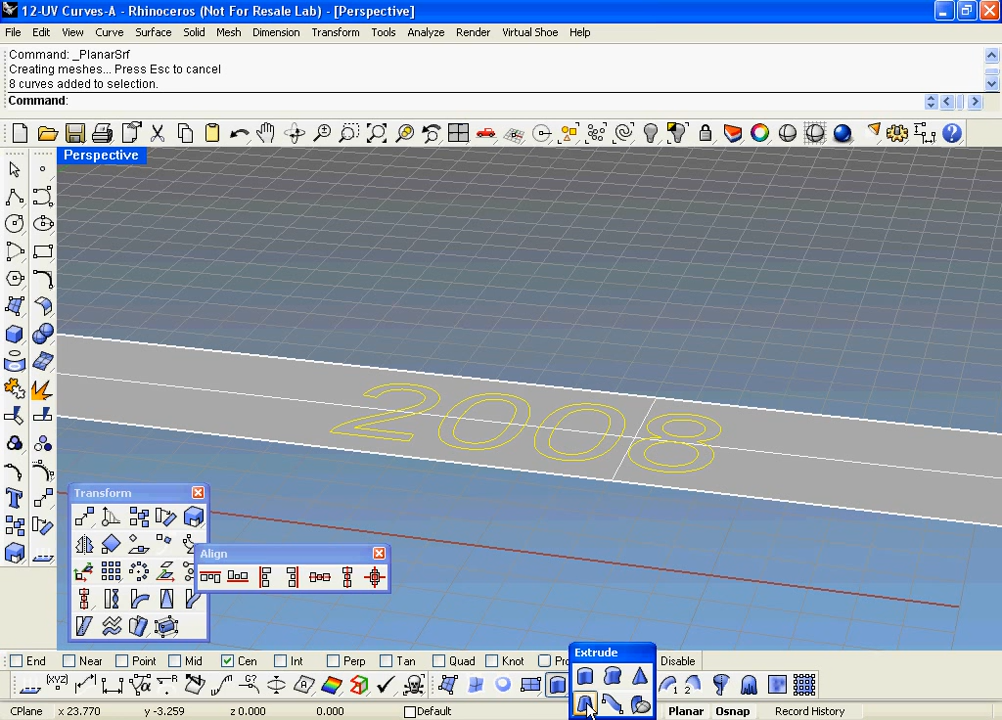 12-UV Curves-A - Rhinoceros (Not For Resale Lab) - [Perspective]
File Edit View Curve Surface Solid Mesh Dimension Transform Tools Analyze Render Virtual Shoe Help
Command: _PlanarSrf
Creating meshes... Press Esc to cancel
8 curves added to selection.
Command:
Perspective
2008
Transform
Align
Extrude
End Near Point Mid Cen Int Perp Tan Quad Knot Disable
CPlane x 23.770 y -3.259 z 0.000 0.000 Default Planar Osnap Record History